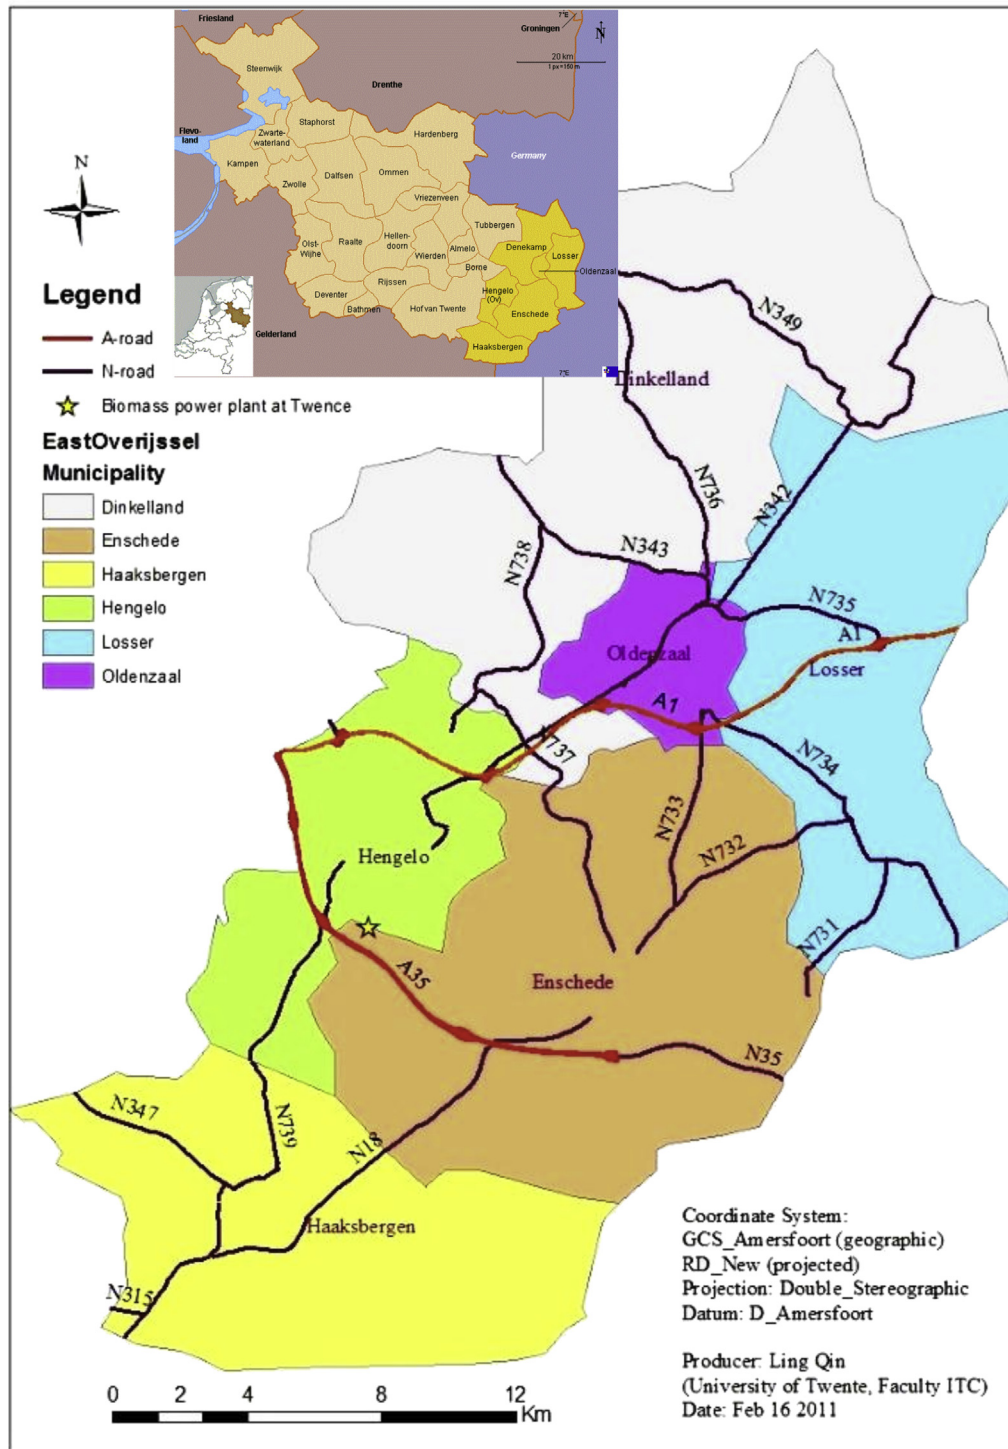 Friesland
Groningen
7°E
N
20 km
1 px=160 m
Steenwijk
Drenthe
Staphorst
Flevo-
land
Zwarte-
waterland
Hardenberg
Germany
Kampen
Zwolle
Dalfsen
Ommen
Vriezenveen
Tubbergen
Olst-
Wijhe
Raalte
Hellen-
doorn
Wierden
Almelo
Borne
Denekamp
Losser
Oldenzaal
Rijssen
Hengelo
(Ov)
Deventer
Bathmen
Hof van Twente
Enschede
Gelderland
Haaksbergen
7°E
N
Legend
A-road
N-road
Biomass power plant at Twence
EastOverijssel
Municipality
Dinkelland
Enschede
Haaksbergen
Hengelo
Losser
Oldenzaal
N349
Dinkelland
N736
N342
N343
N738
N735
A1
Oldenzaal
Losser
A1
N737
N734
N733
N732
Hengelo
N731
A35
Enschede
N35
N347
N739
N18
Haaksbergen
N315
Coordinate System:
GCS_Amersfoort (geographic)
RD_New (projected)
Projection: Double_Stereographic
Datum: D_Amersfoort
Producer: Ling Qin
(University of Twente, Faculty ITC)
Date: Feb 16 2011
0 2 4 8 12
Km